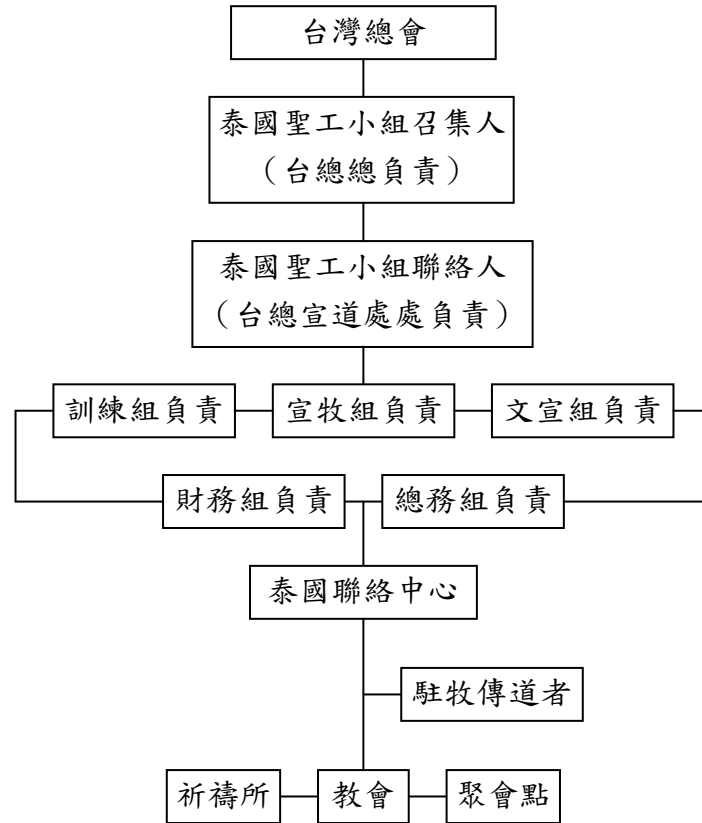 台灣總會
泰國聖工小組召集人
（台總總負責）
泰國聖工小組聯絡人
（台總宣道處處負責）
訓練組負責
宣牧組負責
文宣組負責
財務組負責
總務組負責
泰國聯絡中心
駐牧傳道者
祈禱所
教會
聚會點